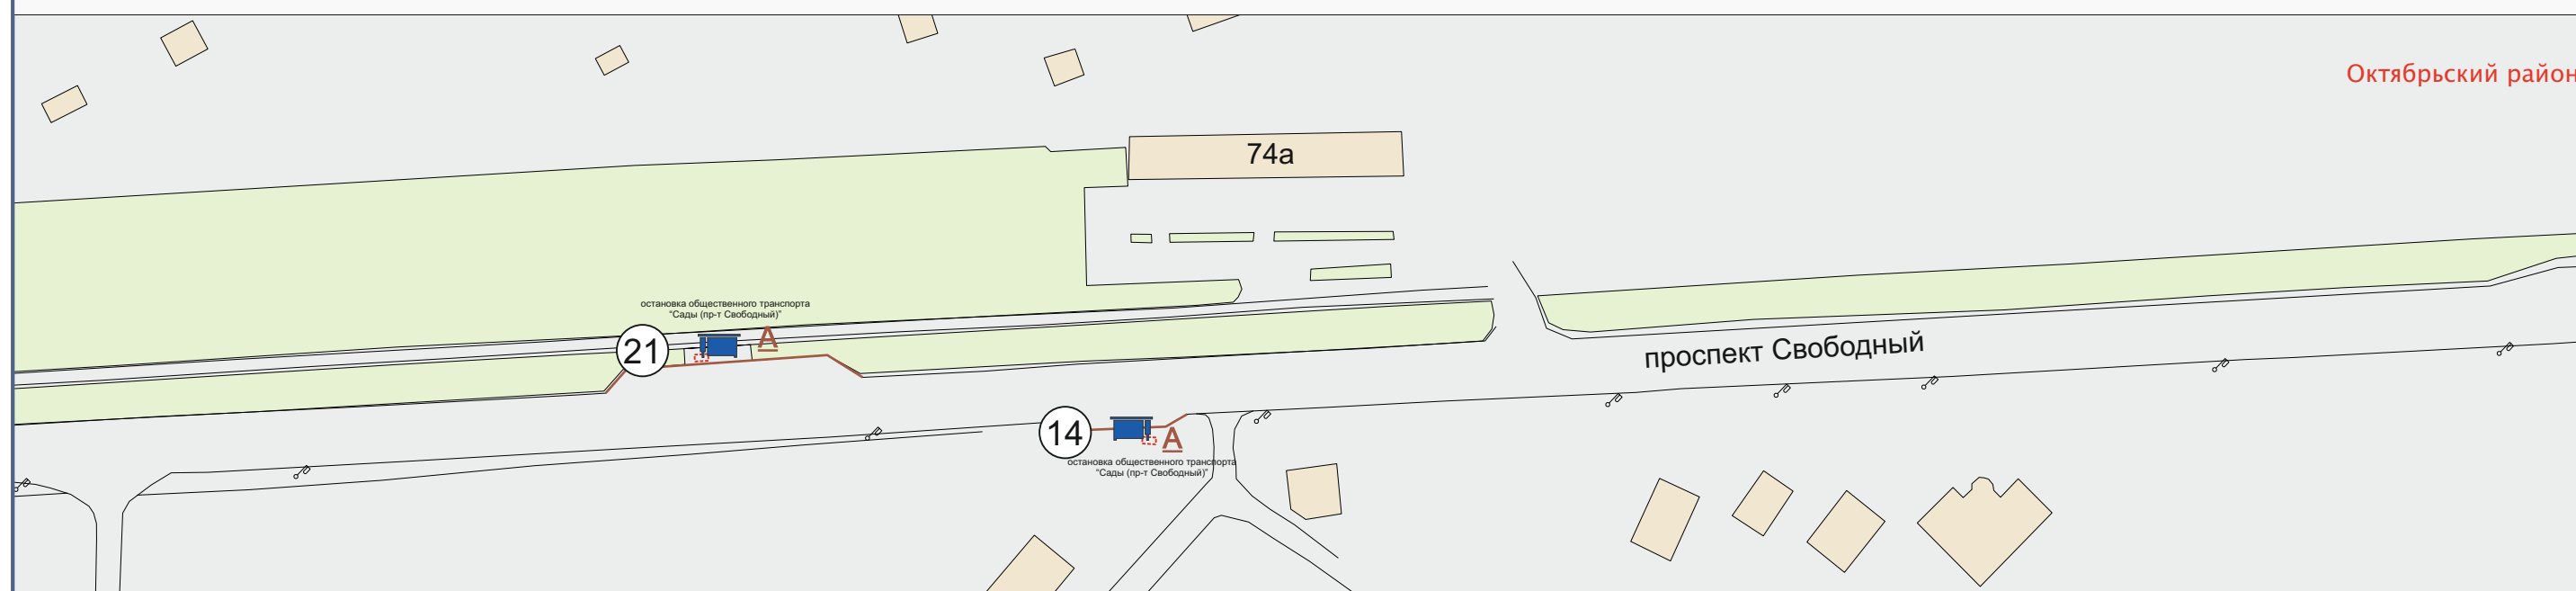 Октябрьский район
74а
остановка общественного транспорта
"Сады (пр-т Свободный)"
А
21
проспект Свободный
14
А
остановка общественного транспорта
"Сады (пр-т Свободный)"